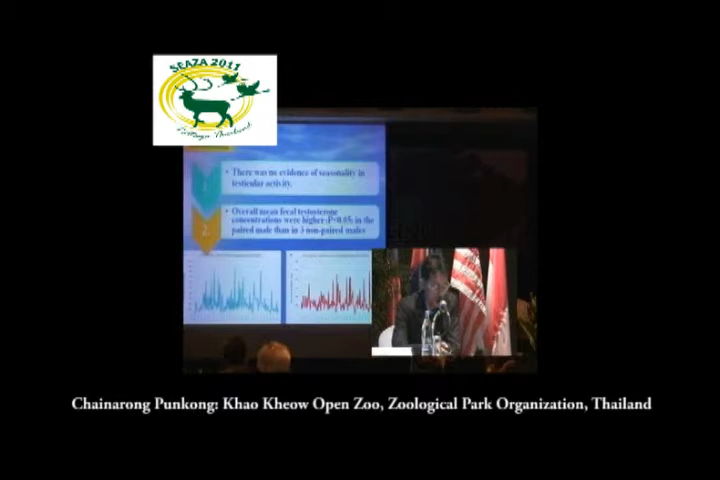 SEAZA 2011
1.
• There was no evidence of seasonality in
testicular activity.
2.
• Overall mean fecal testosterone
concentrations were higher (P<0.05) in the
paired male than in 3 non-paired males
Chainarong Punkong: Khao Kheow Open Zoo, Zoological Park Organization, Thailand